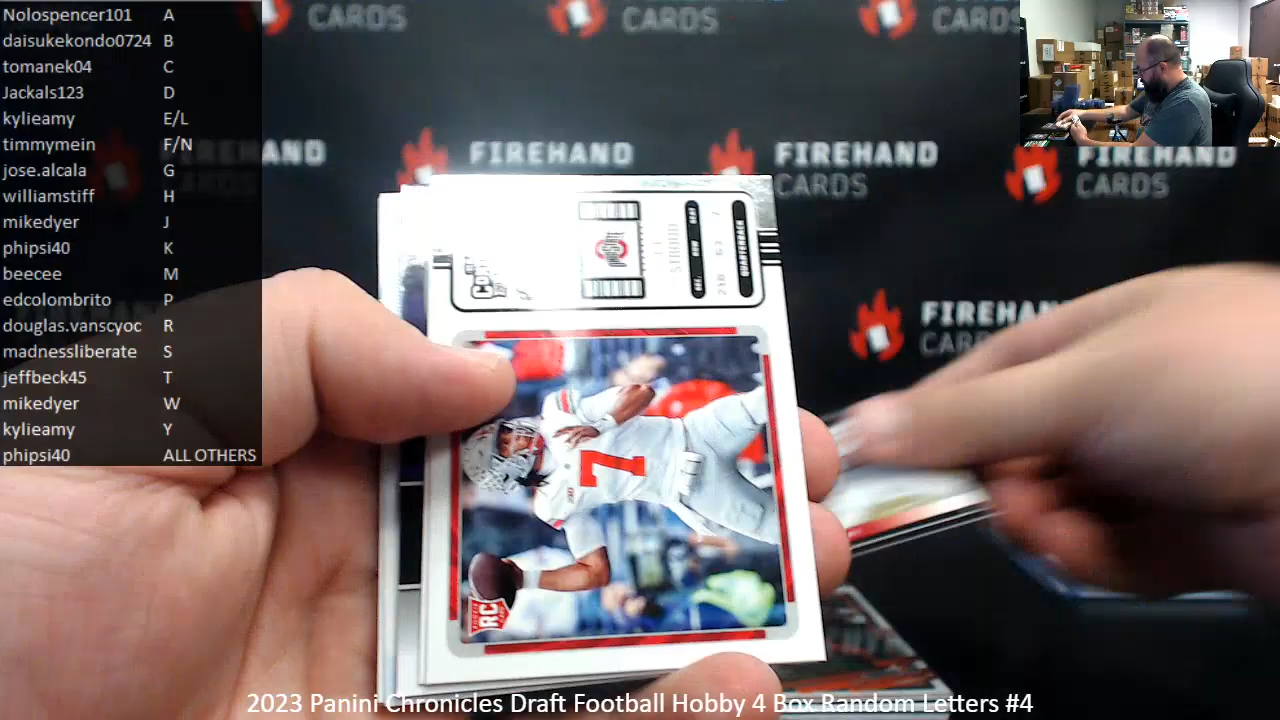 Nolospencer101 A
daisukekondo0724 B
tomanek04 C
Jackals123 D
kylieamy E/L
timmymein F/N
jose.alcala G
williamstiff H
mikedyer J
phipsi40 K
beecee M
edcolombrito P
douglas.vanscyoc R
madnessliberate S
jeffbeck45 T
mikedyer W
kylieamy Y
phipsi40 ALL OTHERS
CARDS
CARDS
CARDS
FIREHAND
FIREHAND
CARDS
FIREHAND
CARDS
STROUD
QUARTERBACK
7
RC
2023 Panini Chronicles Draft Football Hobby 4 Box Random Letters #4